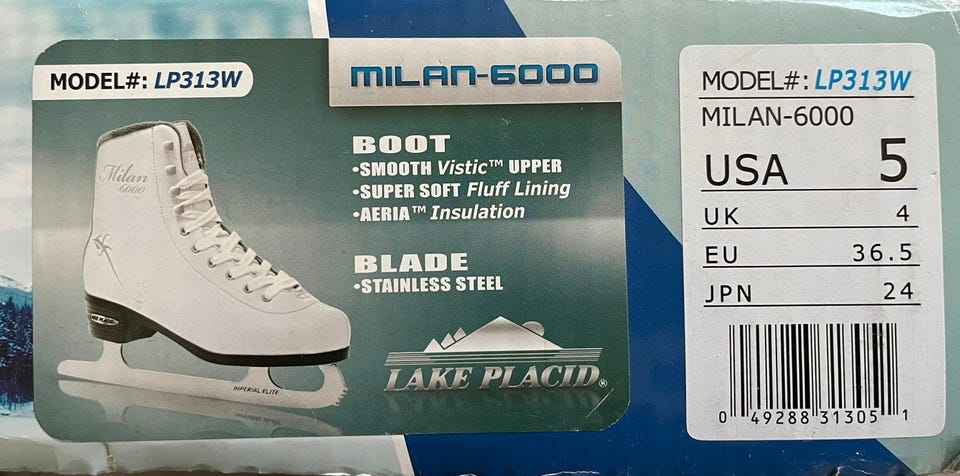 MODEL#: LP313W
MILAN-6000
Milan
6000
LAKE PLACID
IMPERIAL ELITE
BOOT
•SMOOTH Vistic™ UPPER
•SUPER SOFT Fluff Lining
•AERIA™ Insulation
BLADE
•STAINLESS STEEL
LAKE PLACID®
MODEL#: LP313W
MILAN-6000
USA 5
UK 4
EU 36.5
JPN 24
0 49288 31305 1